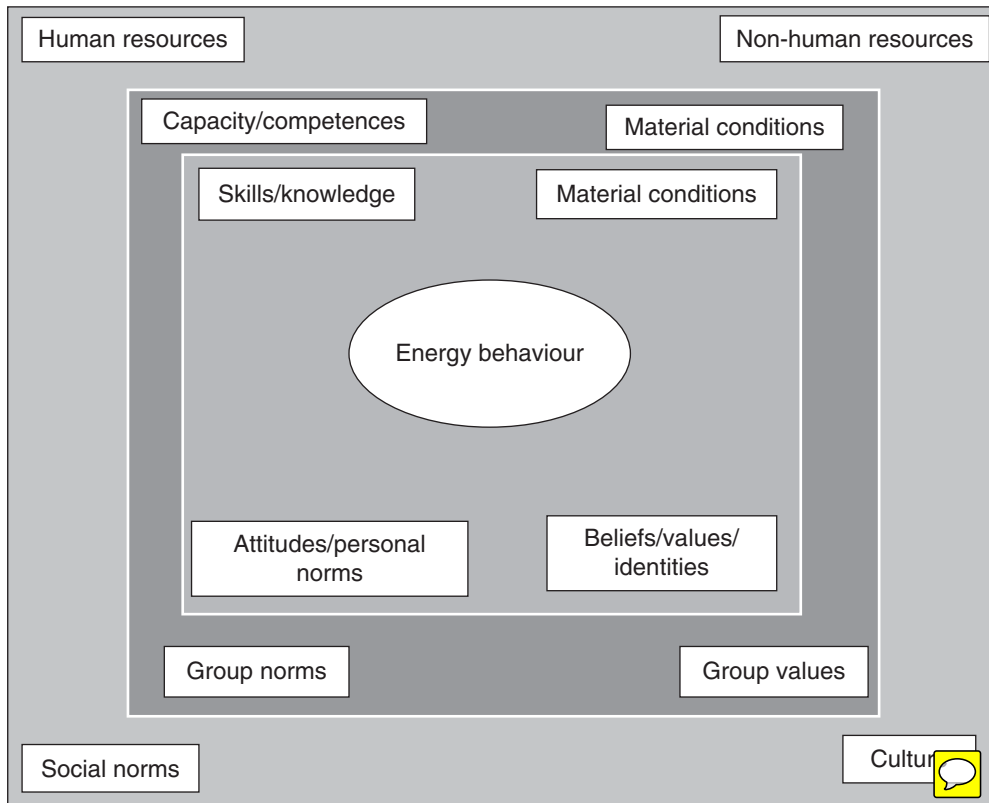 Human resources
Non-human resources
Capacity/competences
Material conditions
Skills/knowledge
Material conditions
Energy behaviour
Attitudes/personal
norms
Beliefs/values/
identities
Group norms
Group values
Social norms